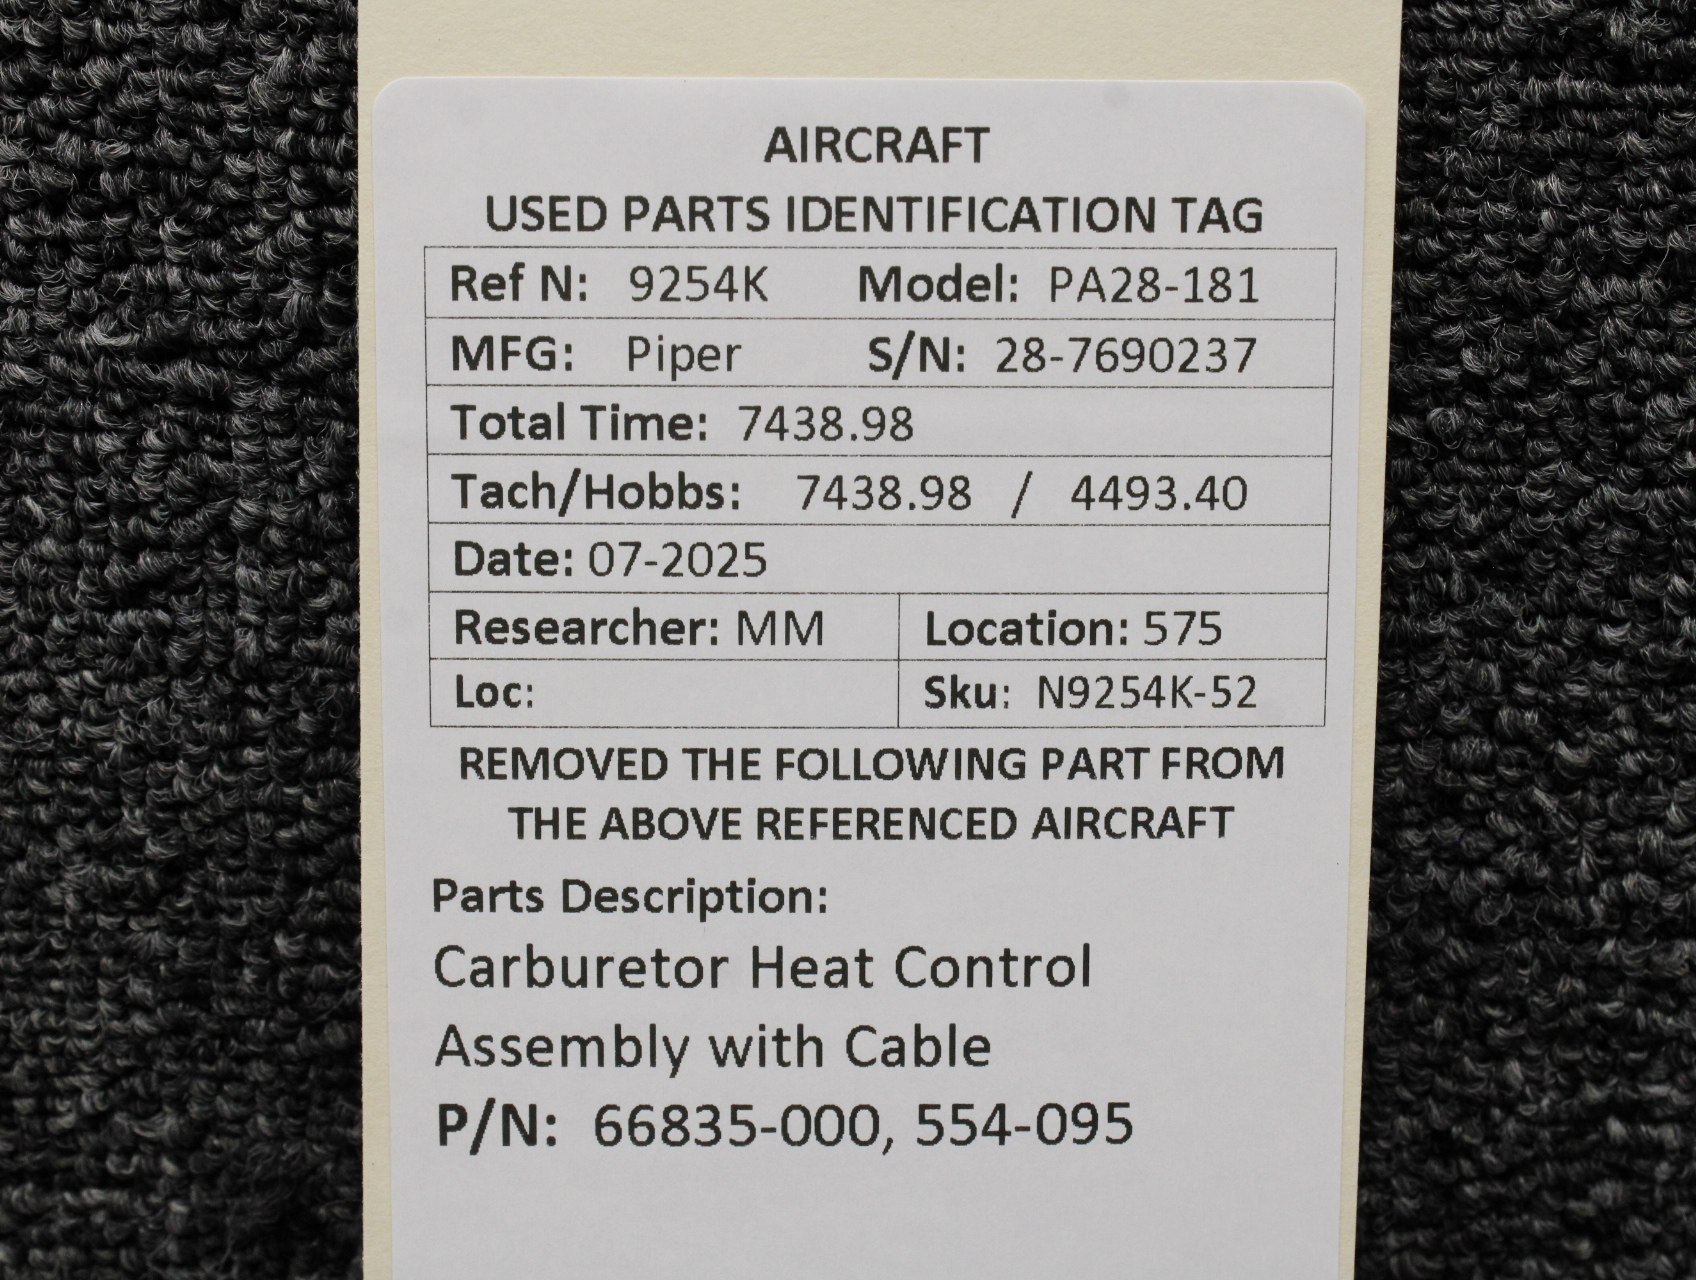 AIRCRAFT
USED PARTS IDENTIFICATION TAG
Ref N: 9254K Model: PA28-181
MFG: Piper S/N: 28-7690237
Total Time: 7438.98
Tach/Hobbs: 7438.98 / 4493.40
Date: 07-2025
Researcher: MM Location: 575
Loc: Sku: N9254K-52
REMOVED THE FOLLOWING PART FROM
THE ABOVE REFERENCED AIRCRAFT
Parts Description:
Carburetor Heat Control
Assembly with Cable
P/N: 66835-000, 554-095